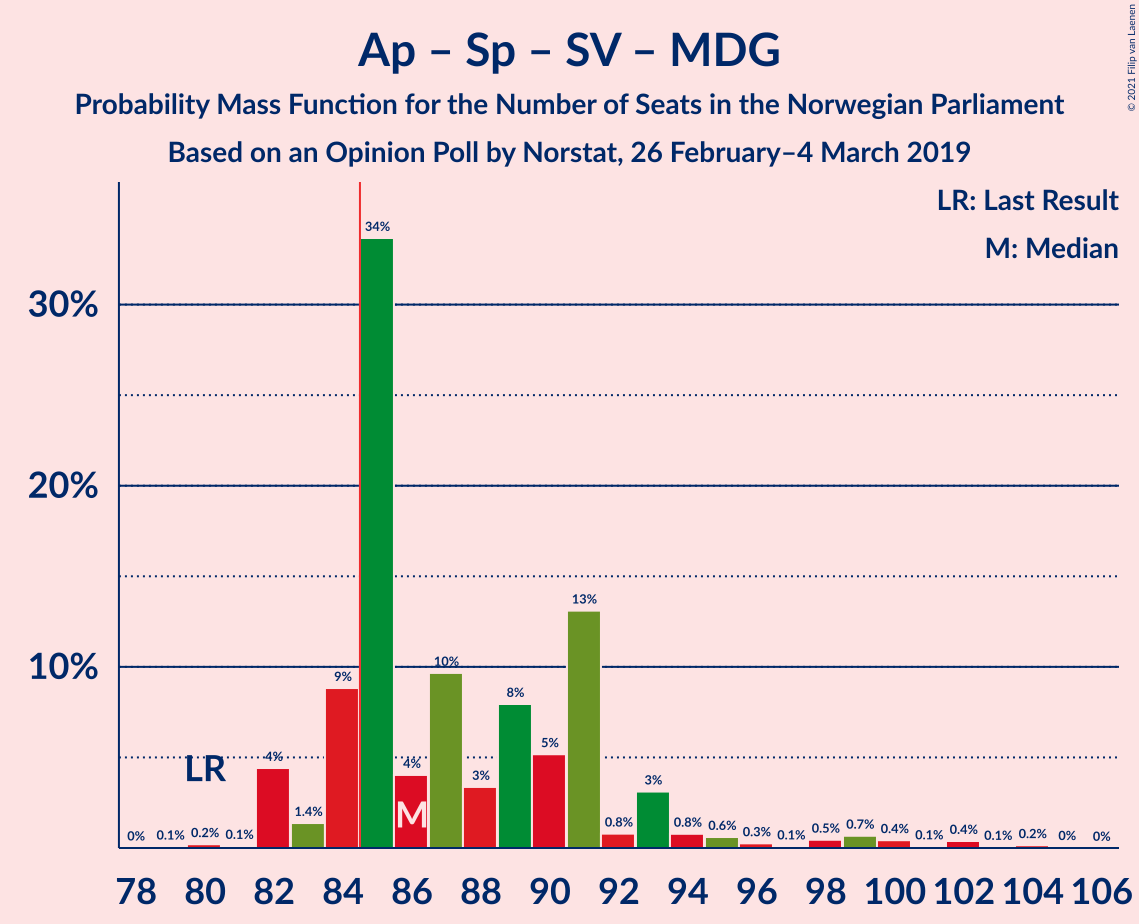 Ap – Sp – SV – MDG
Probability Mass Function for the Number of Seats in the Norwegian Parliament
Based on an Opinion Poll by Norstat, 26 February–4 March 2019
© 2021 Filip van Laenen
LR: Last Result
M: Median
30%
20%
10%
0% 0.1% 0.2% 0.1% 4% 1.4% 9% 34% 4% 10% 3% 8% 5% 13% 0.8% 3% 0.8% 0.6% 0.3% 0.1% 0.5% 0.7% 0.4% 0.1% 0.4% 0.1% 0.2% 0% 0%
LR
M
78 80 82 84 86 88 90 92 94 96 98 100 102 104 106